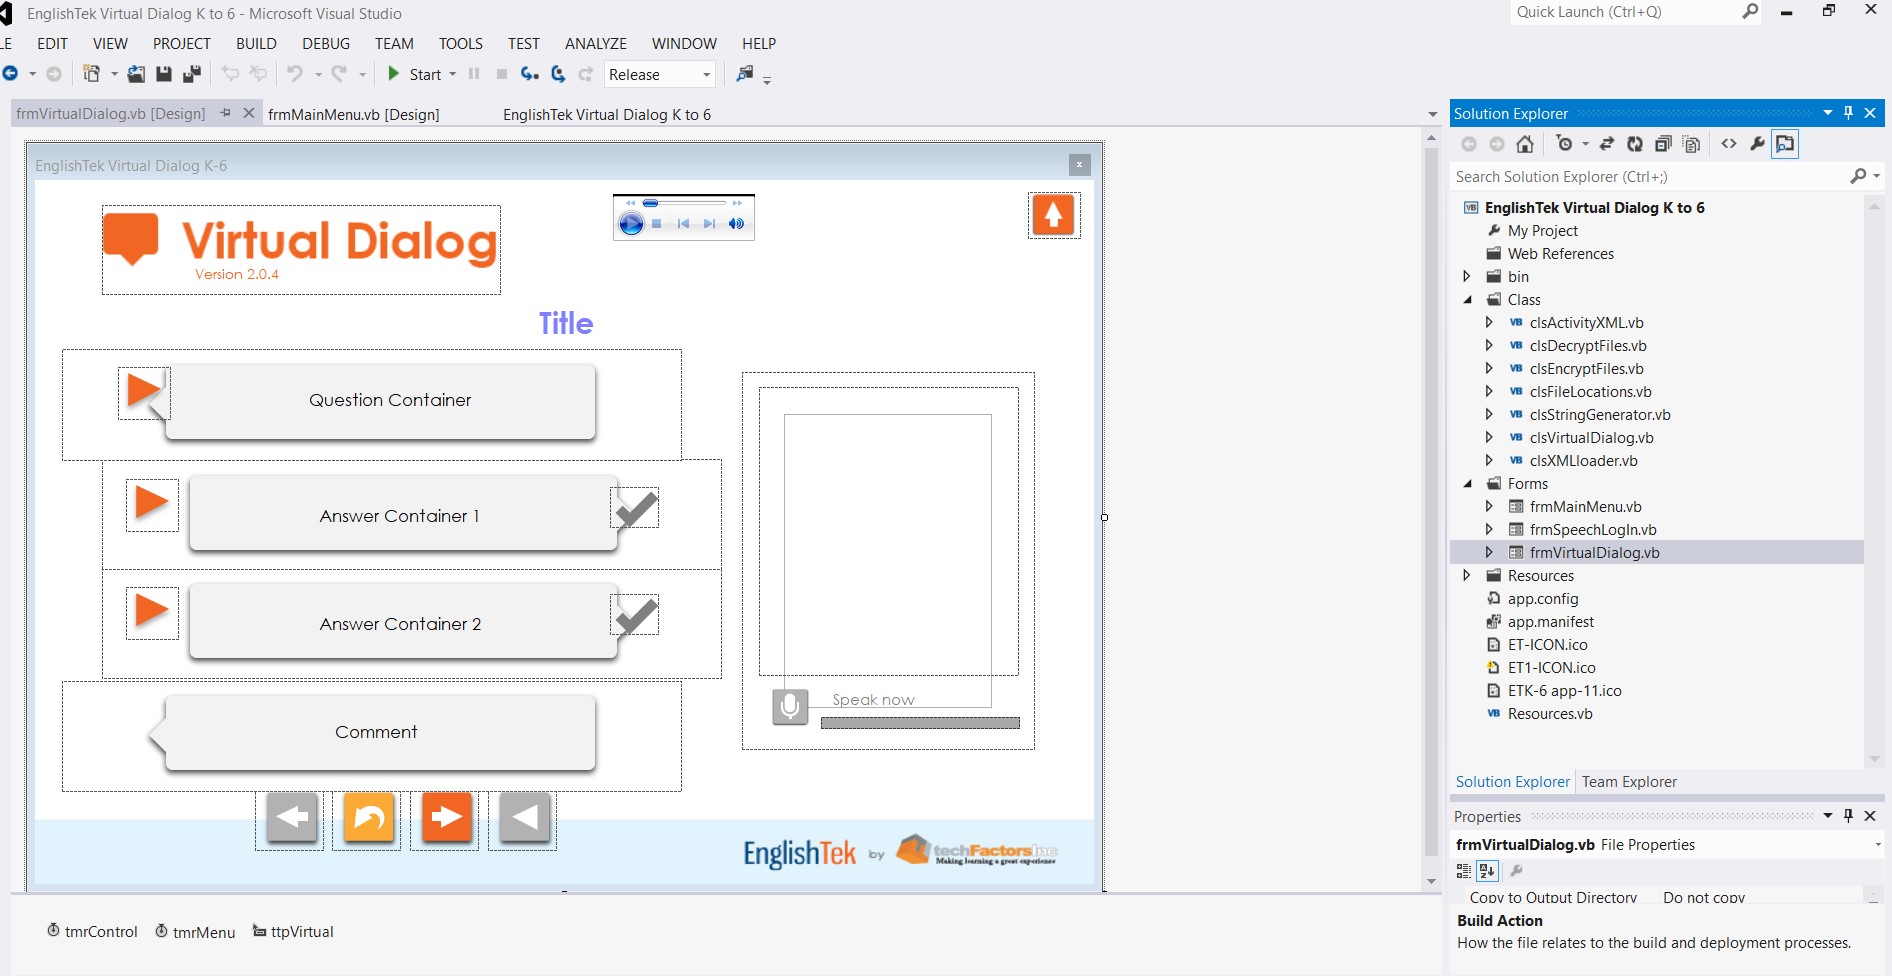 EnglishTek Virtual Dialog K to 6 - Microsoft Visual Studio
Quick Launch (Ctrl+Q)
LE EDIT VIEW PROJECT BUILD DEBUG TEAM TOOLS TEST ANALYZE WINDOW HELP
Start
Release
frmVirtualDialog.vb [Design]
frmMainMenu.vb [Design]
EnglishTek Virtual Dialog K to 6
EnglishTek Virtual Dialog K-6
Virtual Dialog
Version 2.0.4
Title
Question Container
Answer Container 1
Answer Container 2
Comment
Speak now
EnglishTek by techFactors Inc
Making learning a great experience
tmrControl
tmrMenu
ttpVirtual
Solution Explorer
Search Solution Explorer (Ctrl+;)
EnglishTek Virtual Dialog K to 6
My Project
Web References
bin
Class
clsActivityXML.vb
clsDecryptFiles.vb
clsEncryptFiles.vb
clsFileLocations.vb
clsStringGenerator.vb
clsVirtualDialog.vb
clsXMLloader.vb
Forms
frmMainMenu.vb
frmSpeechLogIn.vb
frmVirtualDialog.vb
Resources
app.config
app.manifest
ET-ICON.ico
ET1-ICON.ico
ETK-6 app-11.ico
Resources.vb
Solution Explorer
Team Explorer
Properties
frmVirtualDialog.vb File Properties
Copy to Output Directory Do not copy
Build Action
How the file relates to the build and deployment processes.